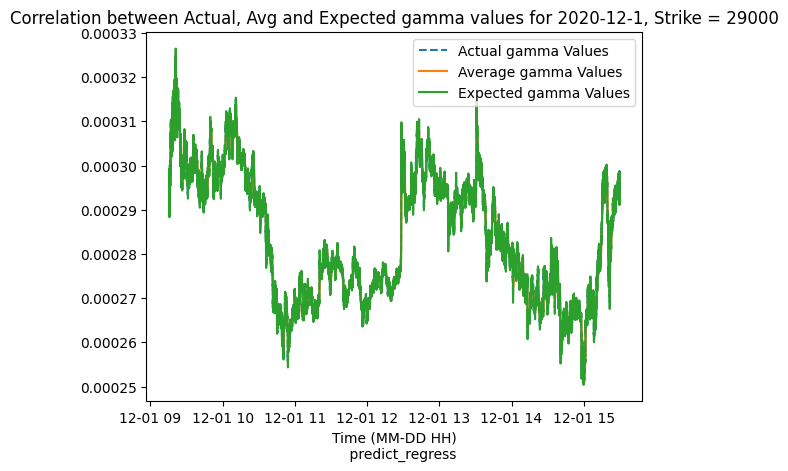 Correlation between Actual, Avg and Expected gamma values for 2020-12-1, Strike = 29000
0.00033
0.00032
0.00031
0.00030
0.00029
0.00028
0.00027
0.00026
0.00025
Actual gamma Values
Average gamma Values
Expected gamma Values
12-01 09 12-01 10 12-01 11 12-01 12 12-01 13 12-01 14 12-01 15
Time (MM-DD HH)
predict_regress